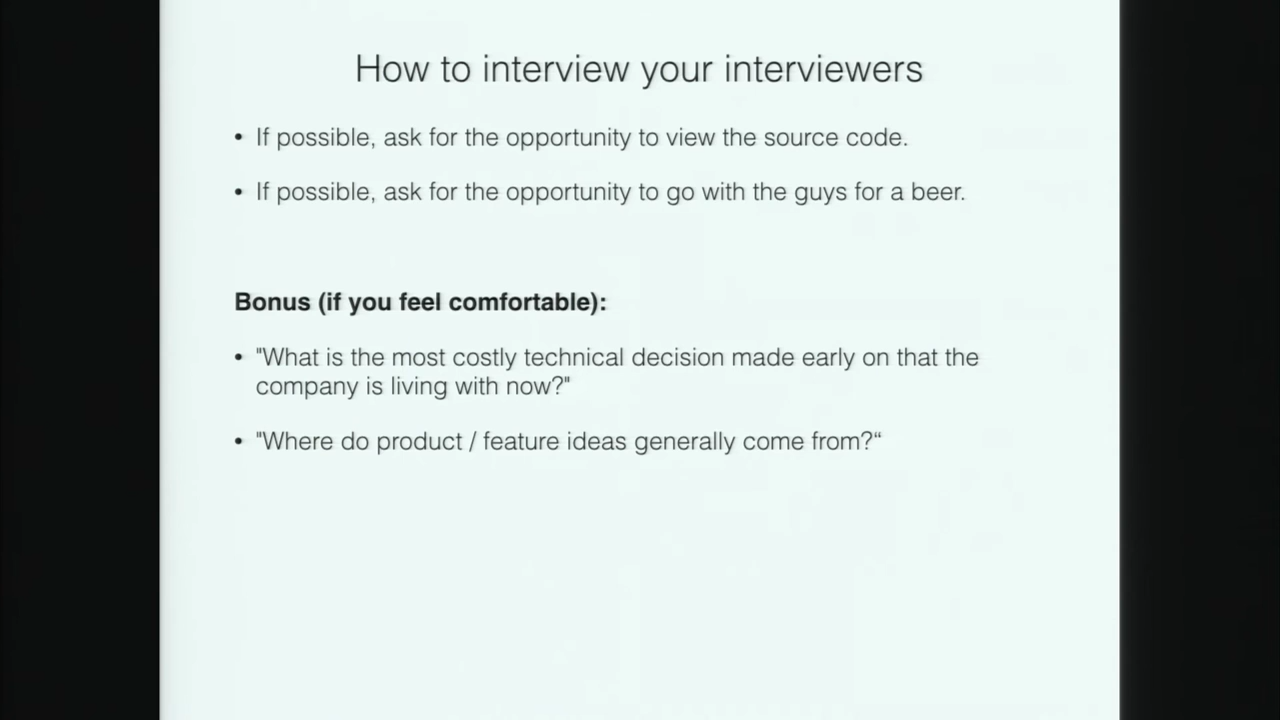 How to interview your interviewers
• If possible, ask for the opportunity to view the source code.
• If possible, ask for the opportunity to go with the guys for a beer.
Bonus (if you feel comfortable):
• "What is the most costly technical decision made early on that the
company is living with now?"
• "Where do product / feature ideas generally come from?“